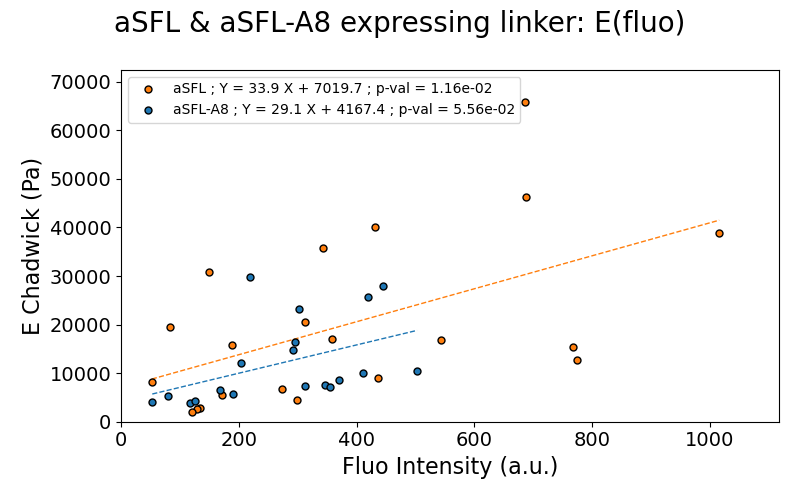 aSFL & aSFL-A8 expressing linker: E(fluo)
aSFL ; Y = 33.9 X + 7019.7 ; p-val = 1.16e-02
aSFL-A8 ; Y = 29.1 X + 4167.4 ; p-val = 5.56e-02
E Chadwick (Pa)
70000
60000
50000
40000
30000
20000
10000
0
0 200 400 600 800 1000
Fluo Intensity (a.u.)